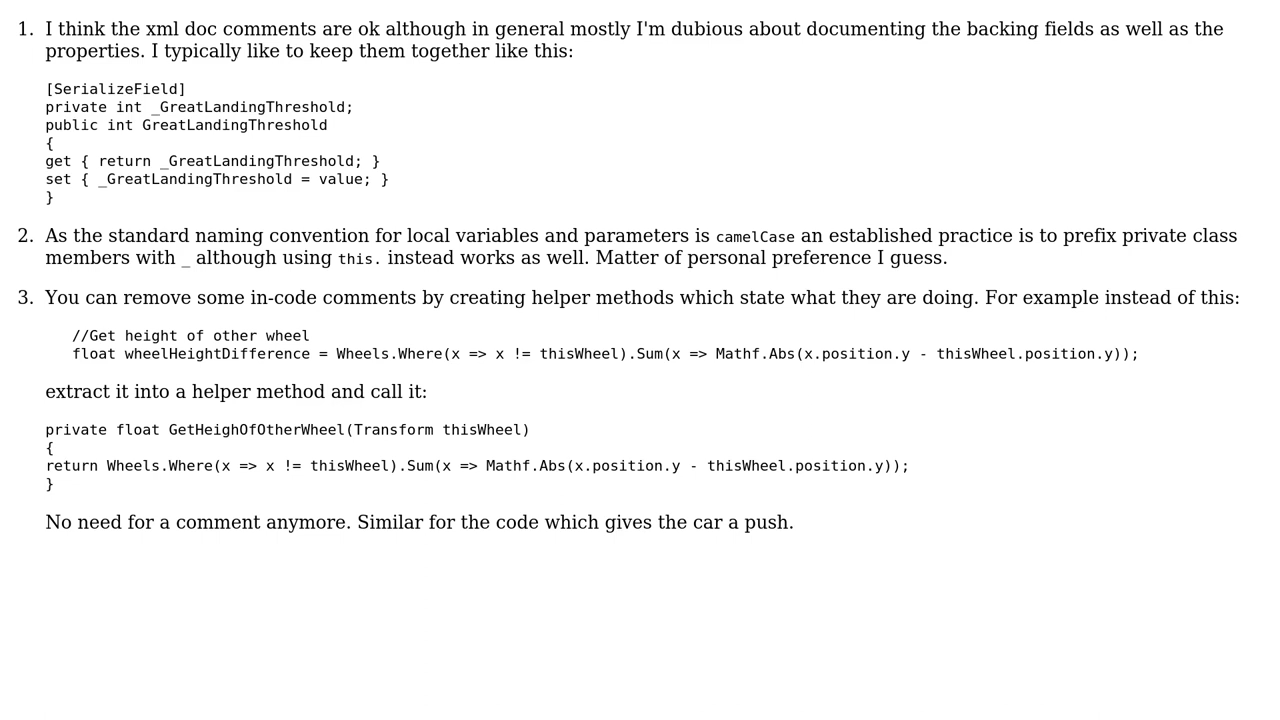 1. I think the xml doc comments are ok although in general mostly I'm dubious about documenting the backing fields as well as the
properties. I typically like to keep them together like this:
[SerializeField]
private int _GreatLandingThreshold;
public int GreatLandingThreshold
{
get { return _GreatLandingThreshold; }
set { _GreatLandingThreshold = value; }
}
2. As the standard naming convention for local variables and parameters is camelCase an established practice is to prefix private class
members with _ although using this. instead works as well. Matter of personal preference I guess.
3. You can remove some in-code comments by creating helper methods which state what they are doing. For example instead of this:
//Get height of other wheel
float wheelHeightDifference = Wheels.Where(x => x != thisWheel).Sum(x => Mathf.Abs(x.position.y - thisWheel.position.y));
extract it into a helper method and call it:
private float GetHeighOfOtherWheel(Transform thisWheel)
{
return Wheels.Where(x => x != thisWheel).Sum(x => Mathf.Abs(x.position.y - thisWheel.position.y));
}
No need for a comment anymore. Similar for the code which gives the car a push.